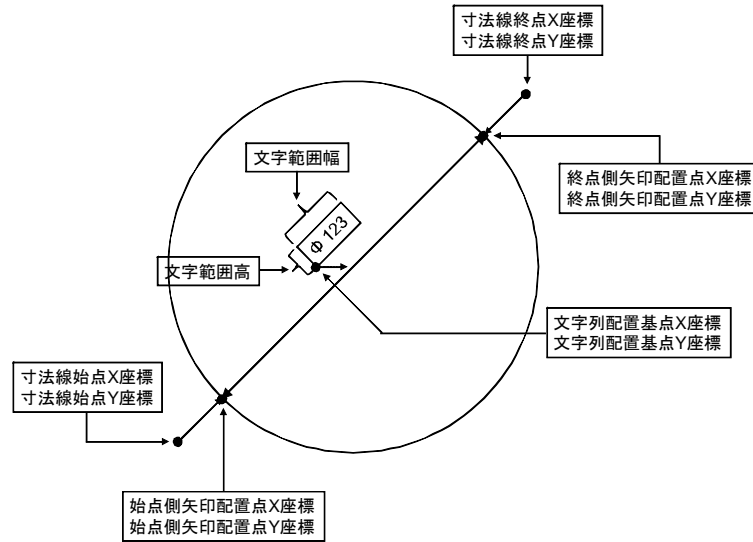 寸法線終点X座標
寸法線終点Y座標
文字範囲幅
終点側矢印配置点X座標
終点側矢印配置点Y座標
Φ 123
文字範囲高
文字列配置基点X座標
文字列配置基点Y座標
寸法線始点X座標
寸法線始点Y座標
始点側矢印配置点X座標
始点側矢印配置点Y座標